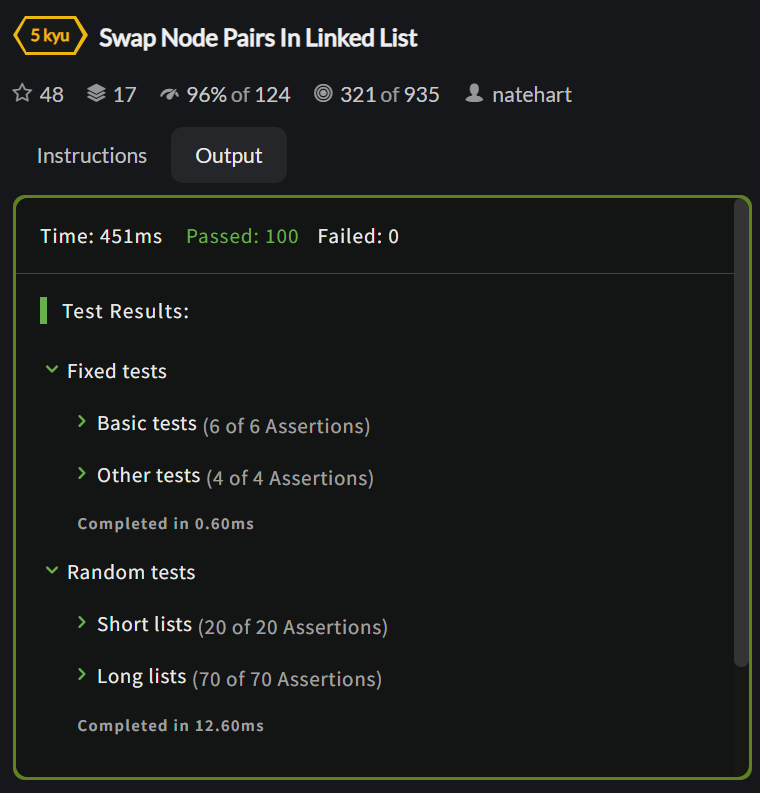 5 kyu Swap Node Pairs In Linked List
48 17 96% of 124 321 of 935 natehart
Instructions Output
Time: 451ms Passed: 100 Failed: 0
Test Results:
Fixed tests
Basic tests (6 of 6 Assertions)
Other tests (4 of 4 Assertions)
Completed in 0.60ms
Random tests
Short lists (20 of 20 Assertions)
Long lists (70 of 70 Assertions)
Completed in 12.60ms